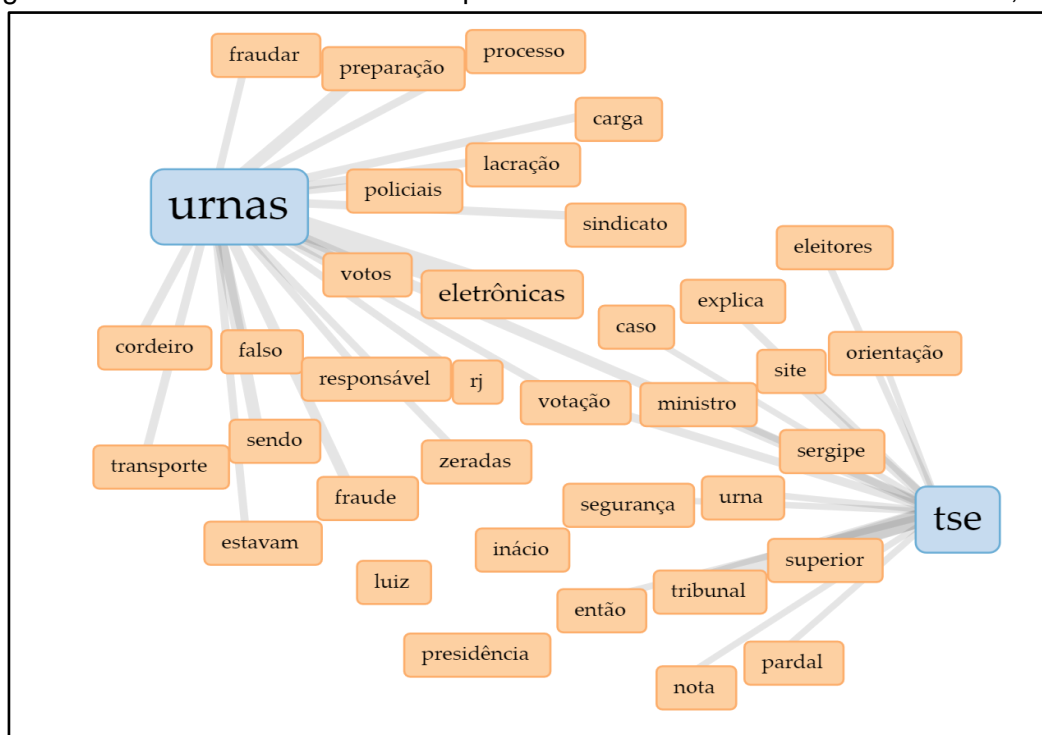 fraudar
preparação
processo
carga
lacração
policiais
urnas
sindicato
eleitores
votos
eletrônicas
explica
caso
cordeiro
falso
orientação
responsável
rj
site
votação
ministro
sendo
sergipe
transporte
zeradas
fraude
segurança
urna
tse
estavam
inácio
superior
luiz
então
tribunal
presidência
pardal
nota